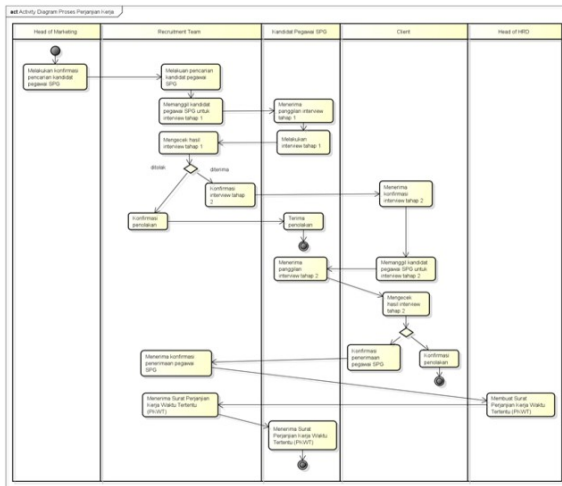 act Activity Diagram Proses Perjanjian Kerja
Head of Marketing
Recruitment Team
Kandidat Pegawai SPG
Client
Head of HRD
Melakukan konfirmasi
pencarian kandidat
pegawai SPG
Melakuan pencarian
kandidat pegawai
SPG
Memanggil kandidat
pegawai SPG untuk
interview tahap 1
Menerima
panggilan interview
tahap 1
Mengecek hasil
interview tahap 1
Melakukan
interview tahap 1
ditolak
diterima
Konfirmasi
interview tahap
2
Menerima
konfirmasi
interview tahap 2
Konfirmasi
penolakan
Terima
penolakan
Menerima
panggilan
interview tahap 2
Memanggil kandidat
pegawai SPG untuk
interview tahap 2
Mengecek
hasil interview
tahap 2
Konfirmasi
penerimaan
pegawai SPG
Konfirmasi
penolakan
Menerima konfirmasi
penerimaan pegawai
SPG
Menerima Surat Perjanjian
Kerja Waktu Tertentu
(PKWT)
Membuat Surat
Perjanjian Kerja Waktu
Tertentu (PKWT)
Menerima Surat
Perjanjian Kerja Waktu
Tertentu (PKWT)